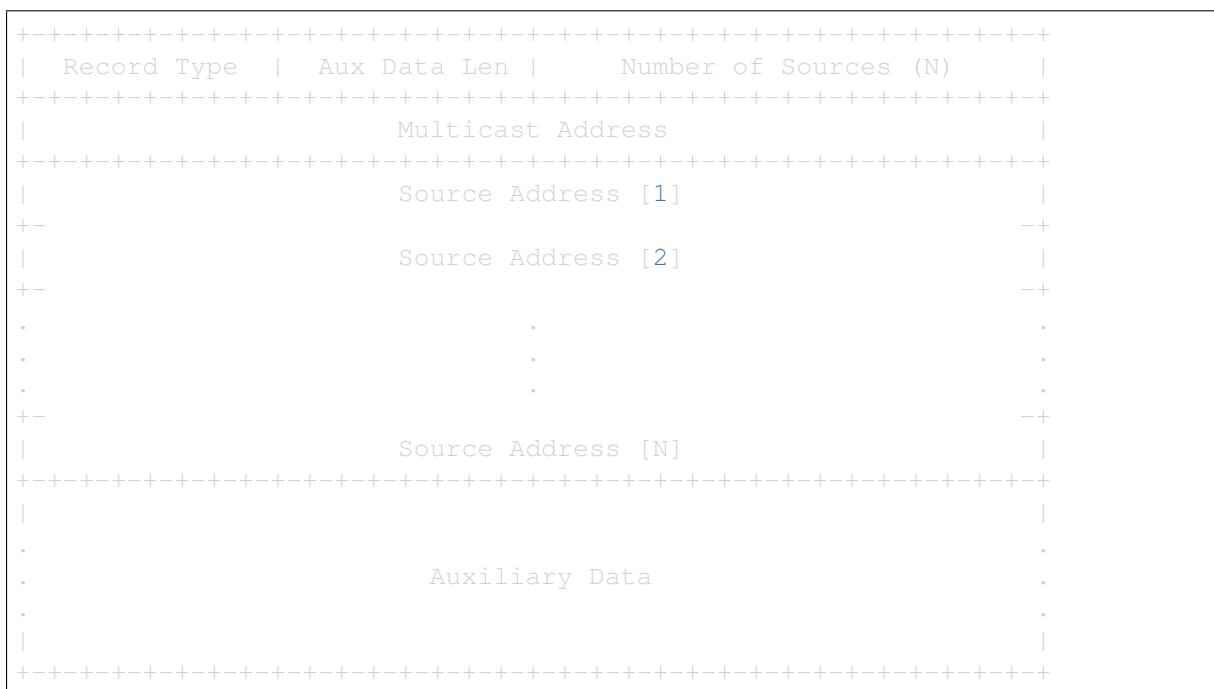 +-+-+-+-+-+-+-+-+-+-+-+-+-+-+-+-+-+-+-+-+-+-+-+-+-+-+-+-+-+-+-+-+
|  Record Type  |  Aux Data Len |     Number of Sources (N)     |
+-+-+-+-+-+-+-+-+-+-+-+-+-+-+-+-+-+-+-+-+-+-+-+-+-+-+-+-+-+-+-+-+
|                       Multicast Address                       |
+-+-+-+-+-+-+-+-+-+-+-+-+-+-+-+-+-+-+-+-+-+-+-+-+-+-+-+-+-+-+-+-+
|                       Source Address [1]                      |
+-                                                             -+
|                       Source Address [2]                      |
+-                                                             -+
.                               .                               .
.                               .                               .
.                               .                               .
+-                                                             -+
|                       Source Address [N]                      |
+-+-+-+-+-+-+-+-+-+-+-+-+-+-+-+-+-+-+-+-+-+-+-+-+-+-+-+-+-+-+-+-+
|                                                               |
.                                                               .
.                         Auxiliary Data                        .
.                                                               .
|                                                               |
+-+-+-+-+-+-+-+-+-+-+-+-+-+-+-+-+-+-+-+-+-+-+-+-+-+-+-+-+-+-+-+-+